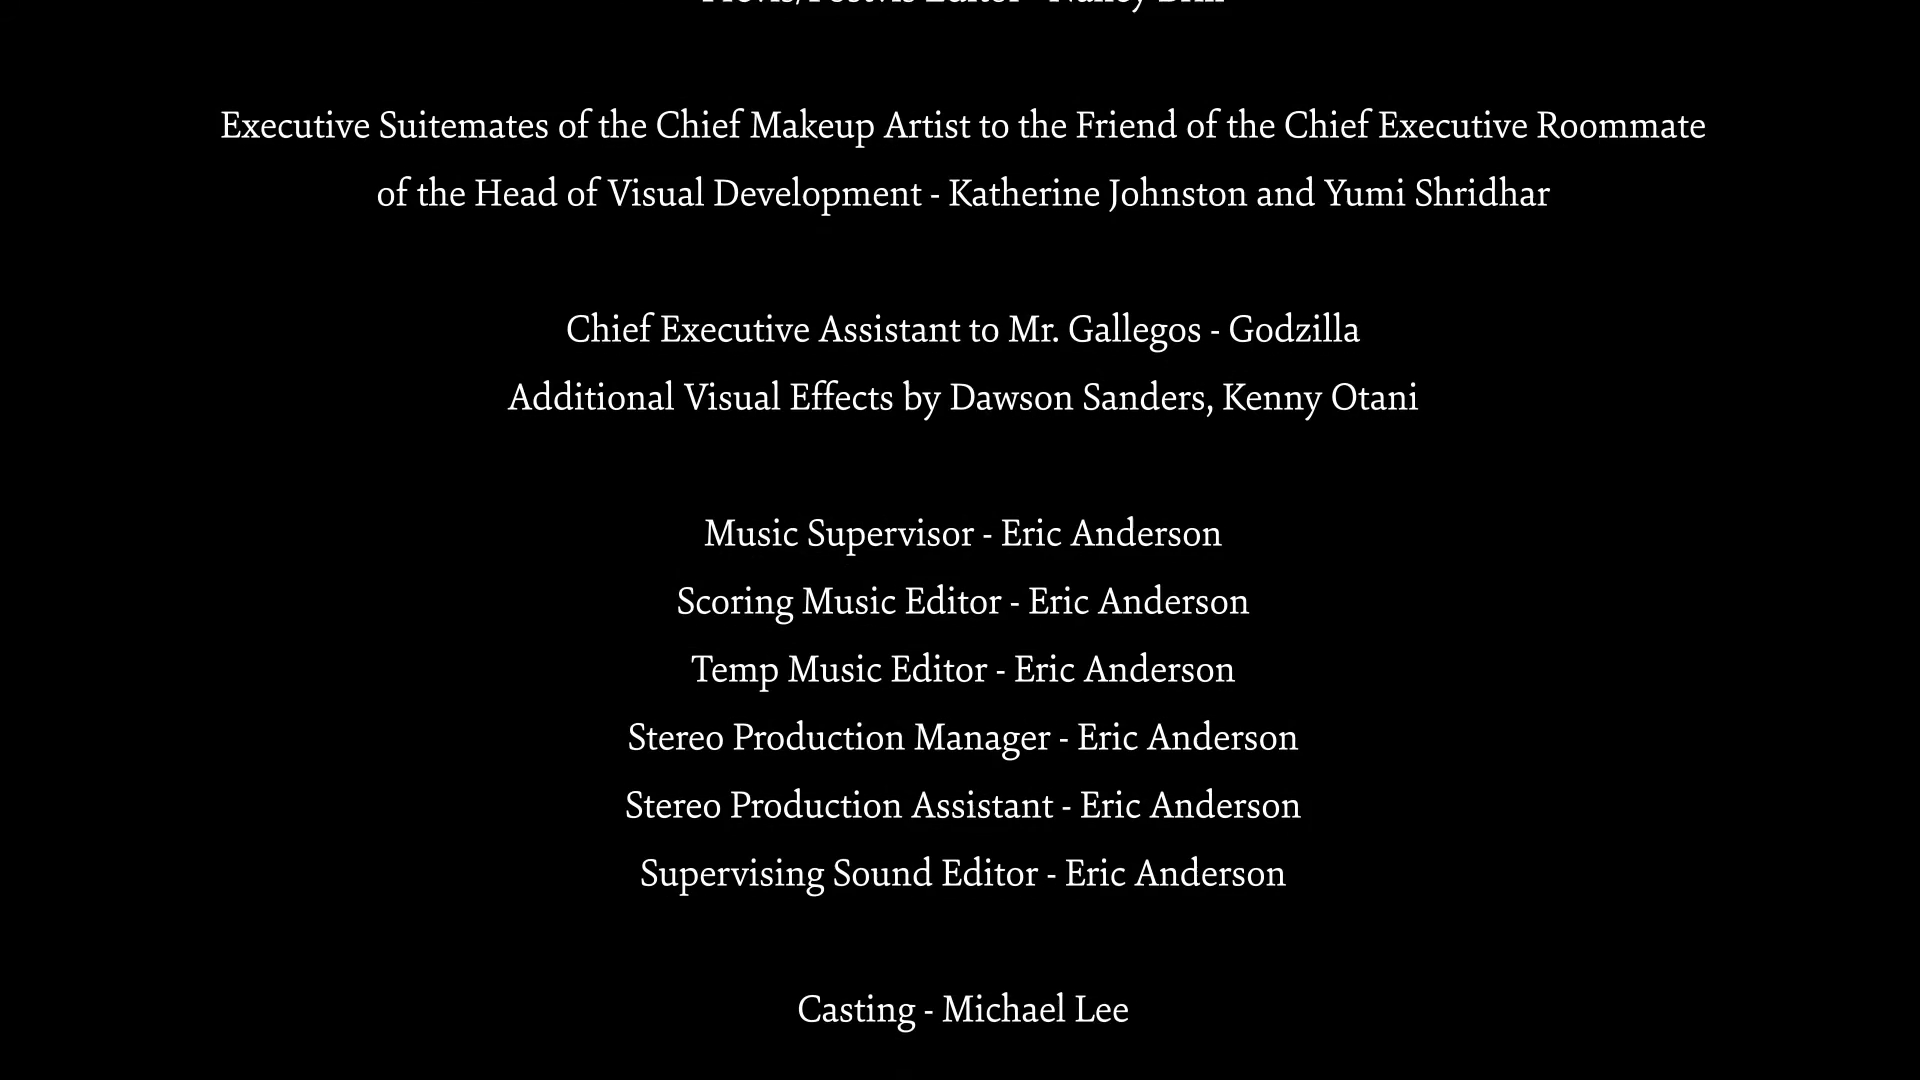 Editor - Nancy
Executive Suitemates of the Chief Makeup Artist to the Friend of the Chief Executive Roommate
of the Head of Visual Development - Katherine Johnston and Yumi Shridhar
Chief Executive Assistant to Mr. Gallegos - Godzilla
Additional Visual Effects by Dawson Sanders, Kenny Otani
Music Supervisor - Eric Anderson
Scoring Music Editor - Eric Anderson
Temp Music Editor - Eric Anderson
Stereo Production Manager - Eric Anderson
Stereo Production Assistant - Eric Anderson
Supervising Sound Editor - Eric Anderson
Casting - Michael Lee